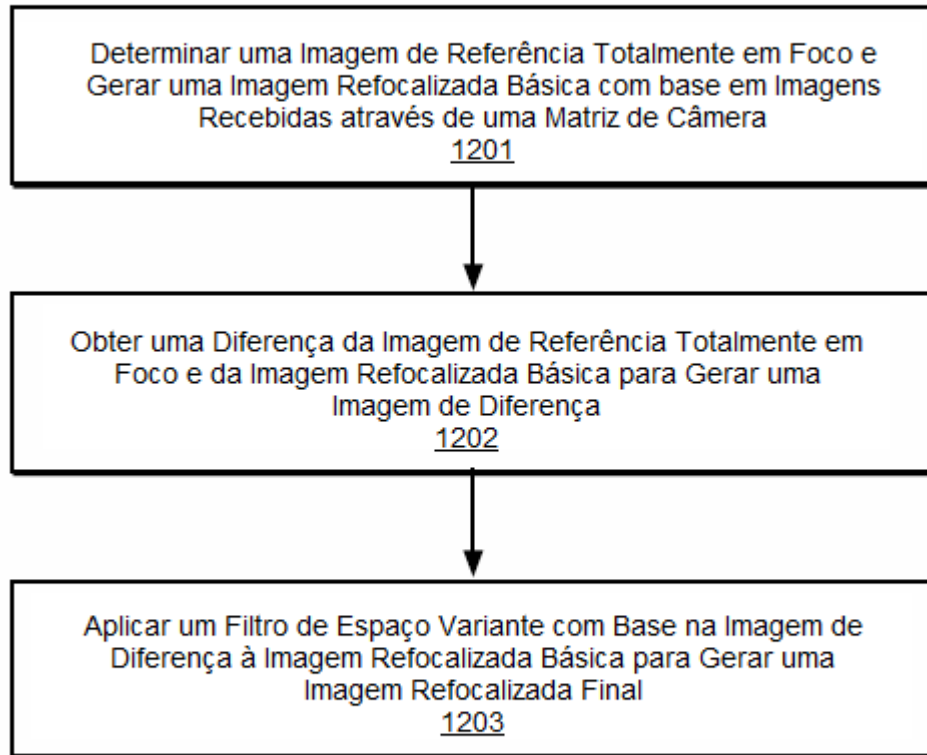 Determinar uma Imagem de Referência Totalmente em Foco e
Gerar uma Imagem Refocalizada Básica com base em Imagens
Recebidas através de uma Matriz de Câmera
1201
Obter uma Diferença da Imagem de Referência Totalmente em
Foco e da Imagem Refocalizada Básica para Gerar uma
Imagem de Diferença
1202
Aplicar um Filtro de Espaço Variante com Base na Imagem de
Diferença à Imagem Refocalizada Básica para Gerar uma
Imagem Refocalizada Final
1203